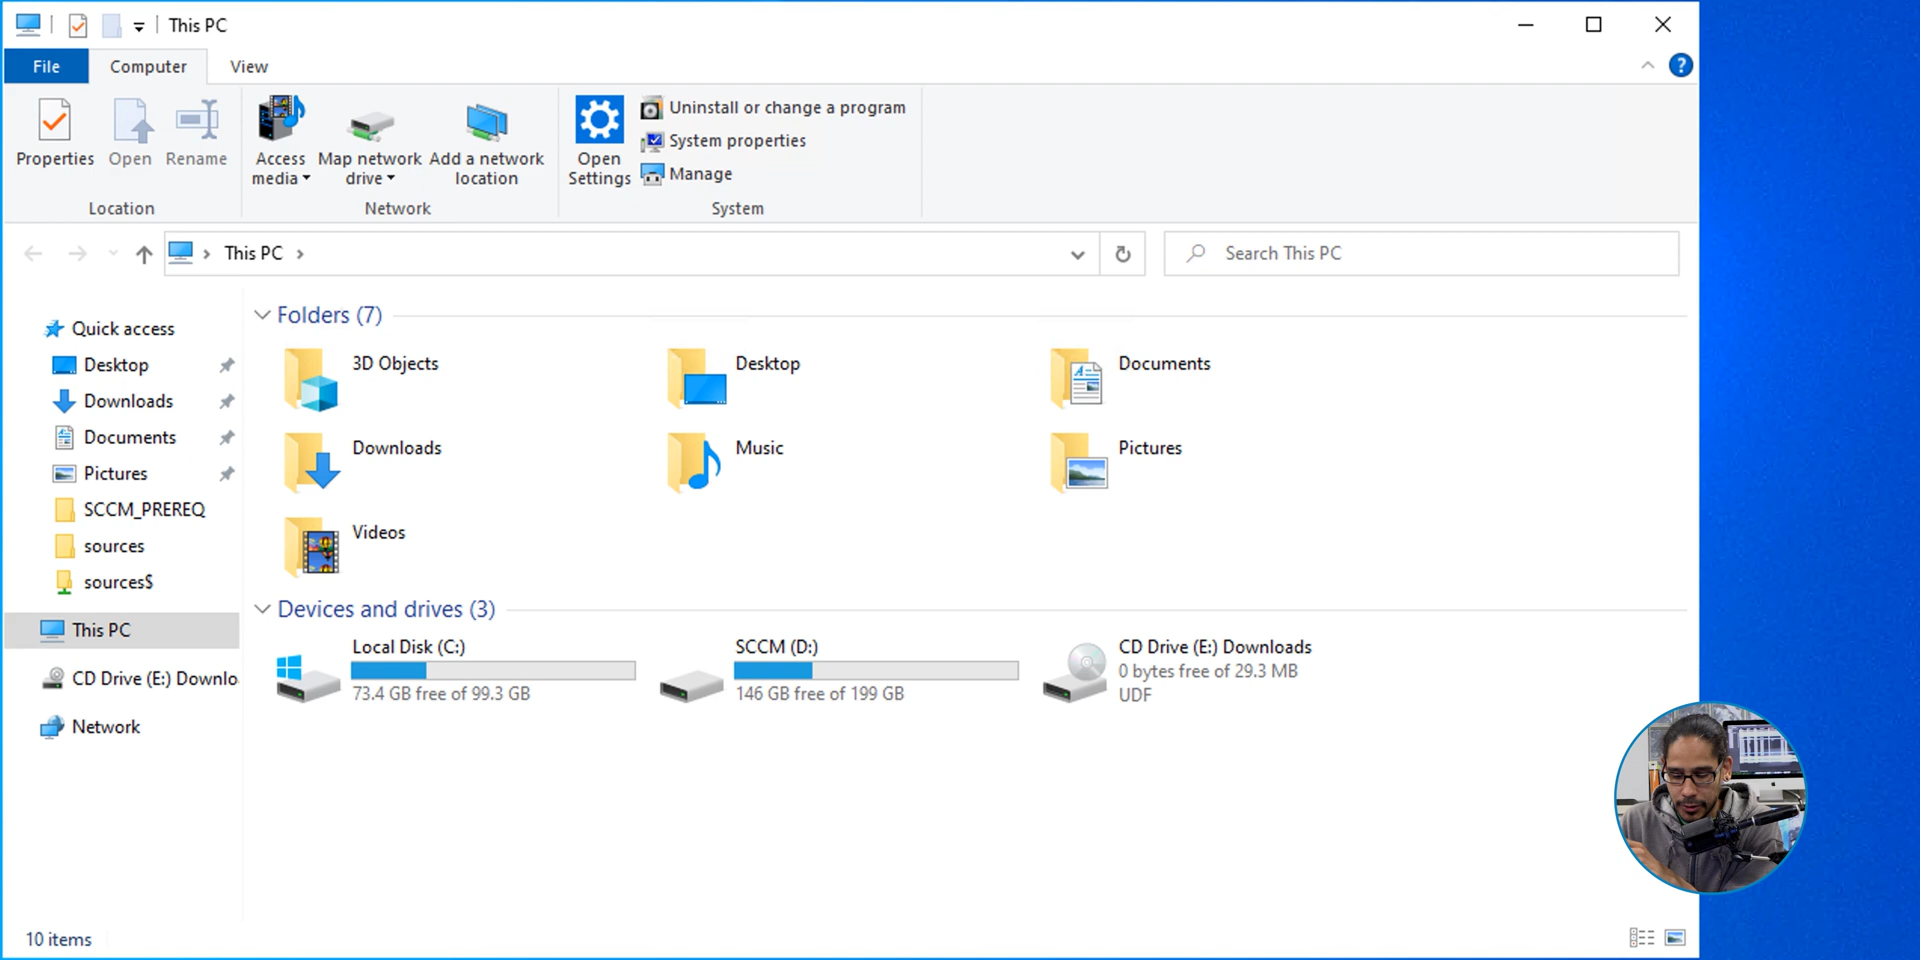 This PC
File
Computer
View
Properties
Open
Rename
Access media
Map network drive
Add a network location
Open Settings
Uninstall or change a program
System properties
Manage
Location
Network
System
This PC
Search This PC
Quick access
Desktop
Downloads
Documents
Pictures
SCCM_PREREQ
sources
sources$
This PC
CD Drive (E:) Downlo
Network
Folders (7)
3D Objects
Desktop
Documents
Downloads
Music
Pictures
Videos
Devices and drives (3)
Local Disk (C:)
73.4 GB free of 99.3 GB
SCCM (D:)
146 GB free of 199 GB
CD Drive (E:) Downloads
0 bytes free of 29.3 MB
UDF
10 items